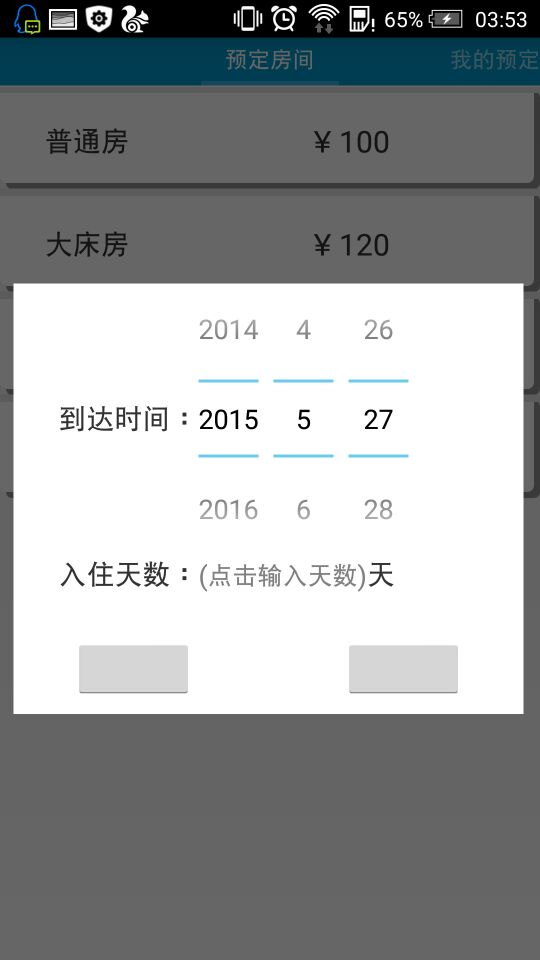 65% 03:53
预定房间 我的预定
普通房 ¥ 100
大床房 ¥ 120
2014 4 26
到达时间：2015 5 27
2016 6 28
入住天数：(点击输入天数)天